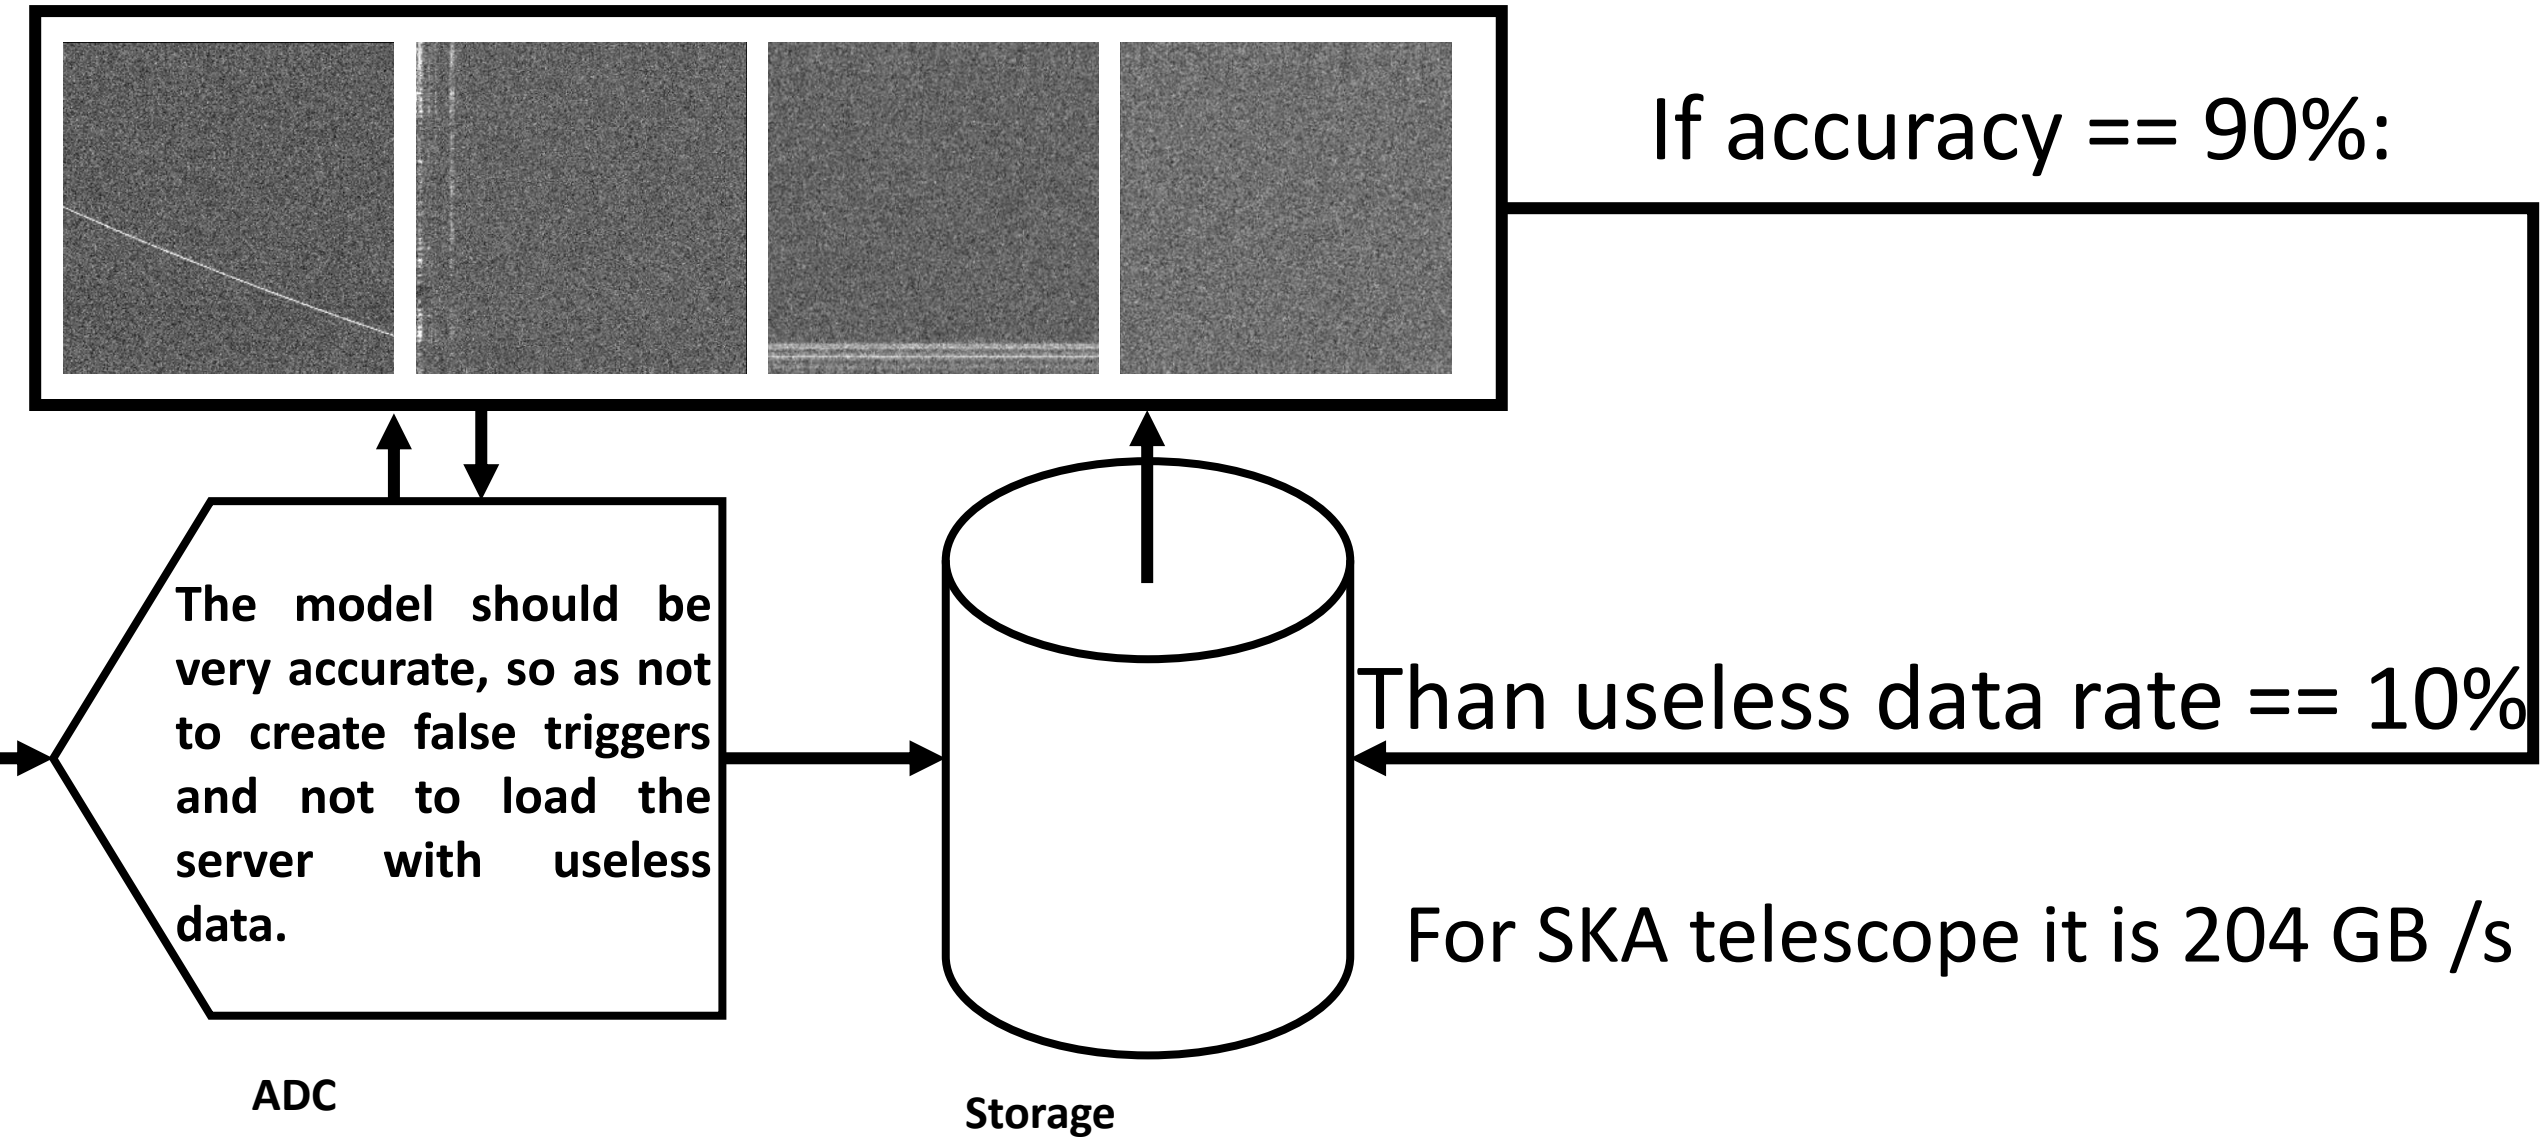 If accuracy == 90%:
The model should be
very accurate, so as not
to create false triggers
and not to load the
server with useless
data.
Than useless data rate == 10%
For SKA telescope it is 204 GB /s
ADC
Storage